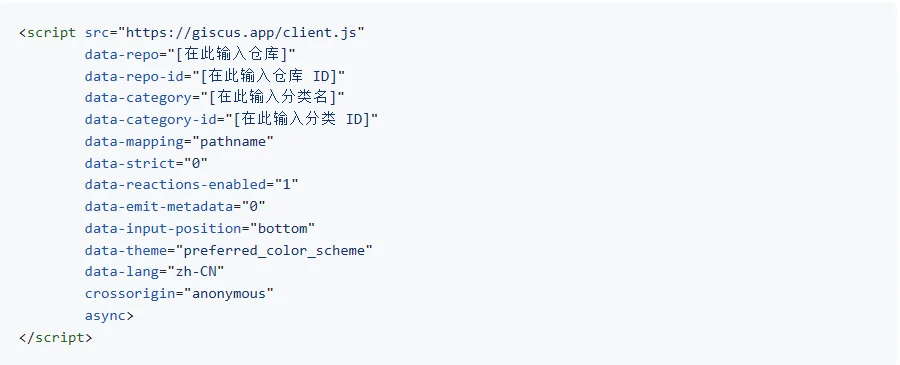 <script src="https://giscus.app/client.js"
        data-repo="[在此输入仓库]"
        data-repo-id="[在此输入仓库 ID]"
        data-category="[在此输入分类名]"
        data-category-id="[在此输入分类 ID]"
        data-mapping="pathname"
        data-strict="0"
        data-reactions-enabled="1"
        data-emit-metadata="0"
        data-input-position="bottom"
        data-theme="preferred_color_scheme"
        data-lang="zh-CN"
        crossorigin="anonymous"
        async>
</script>